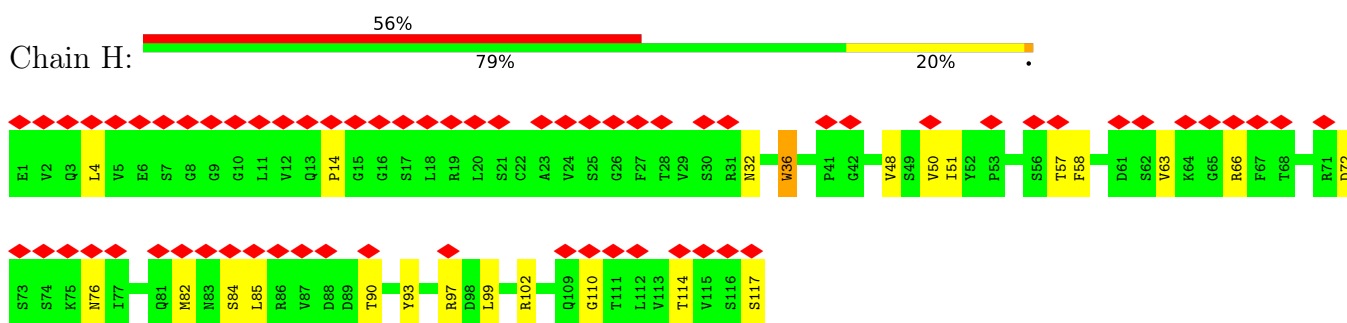 56%
Chain H:
79% 20% •
E1 V2 Q3 L4 V5 E6 S7 G8 G9 G10 L11 V12 Q13 P14 G15 G16 S17 L18 R19 L20 S21 C22 A23 V24 S25 G26 F27 T28 V29 S30 R31 N32 W36 P41 G42 V48 S49 V50 I51 Y52 P53 S56 T57 F58 D61 S62 V63 K64 G65 R66 F67 T68 R71 D72
S73 S74 K75 N76 I77 Q81 M82 N83 S84 L85 R86 V87 D88 D89 T90 Y93 R97 D98 L99 R102 Q109 G110 T111 L112 V113 T114 V115 S116 S117